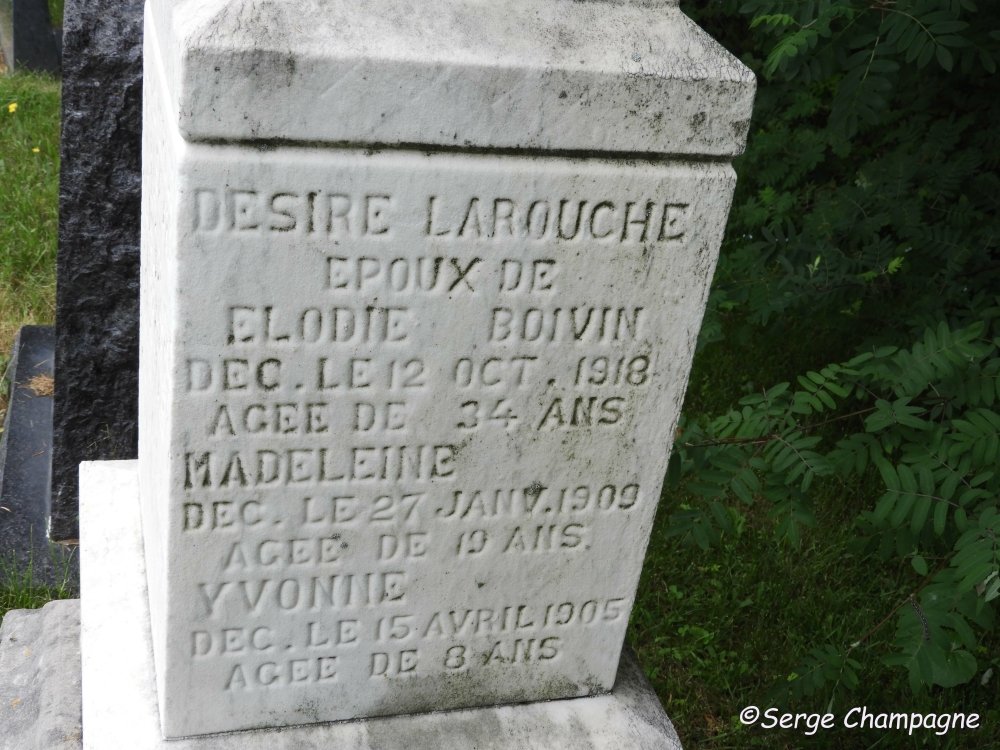 DESIRE LAROUCHE
EPOUX DE
ELODIE BOIVIN
DEC. LE 12 OCT. 1918
AGEE DE 34 ANS
MADELEINE
DEC. LE 27 JANV. 1909
AGEE DE 19 ANS.
YVONNE
DEC. LE 15 AVRIL 1905
AGEE DE 8 ANS
©Serge Champagne